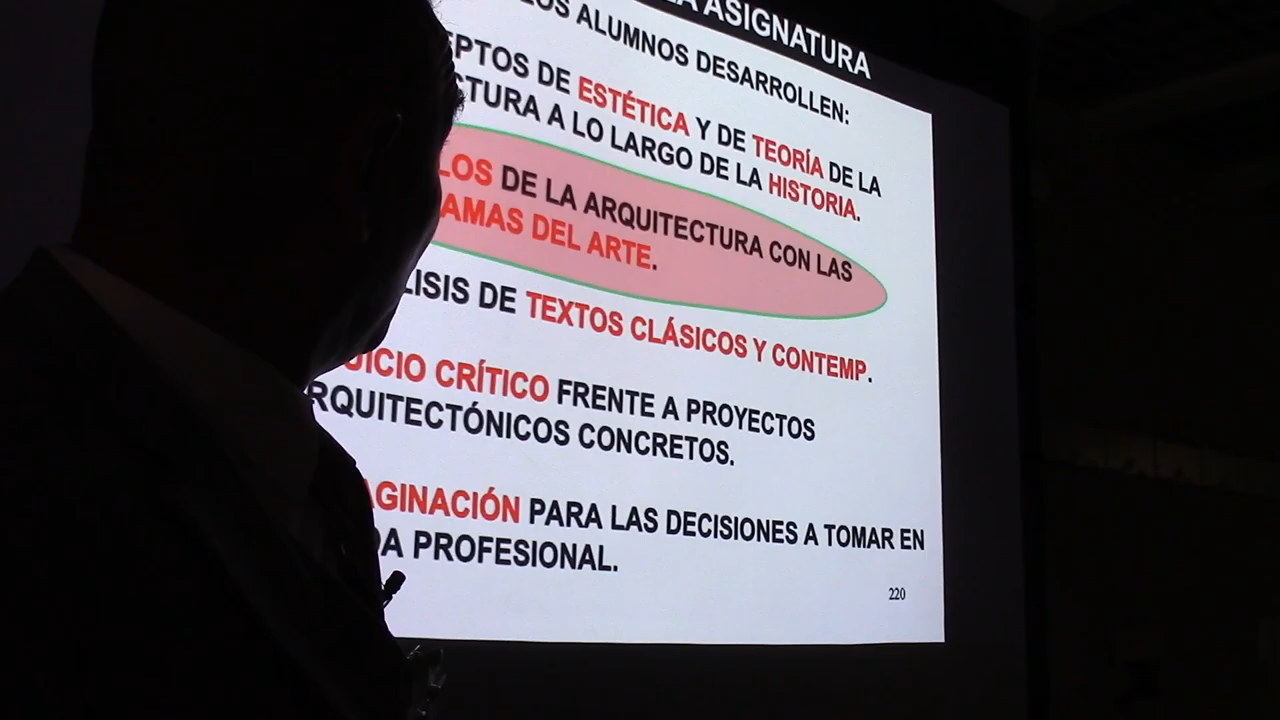 LA ASIGNATURA
LOS ALUMNOS DESARROLLEN:
EPTOS DE ESTÉTICA Y DE TEORÍA DE LA
CTURA A LO LARGO DE LA HISTORIA.
LOS DE LA ARQUITECTURA CON LAS
AMAS DEL ARTE.
LISIS DE TEXTOS CLÁSICOS Y CONTEMP.
UICIO CRÍTICO FRENTE A PROYECTOS
RQUITECTÓNICOS CONCRETOS.
AGINACIÓN PARA LAS DECISIONES A TOMAR EN
DA PROFESIONAL.
220